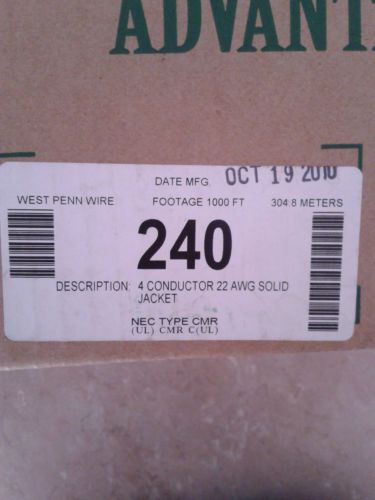 ADVANT
DATE MFG. OCT 19 2010
WEST PENN WIRE FOOTAGE 1000 FT 304.8 METERS
240
DESCRIPTION: 4 CONDUCTOR 22 AWG SOLID
JACKET
NEC TYPE CMR
(UL) CMR C(UL)